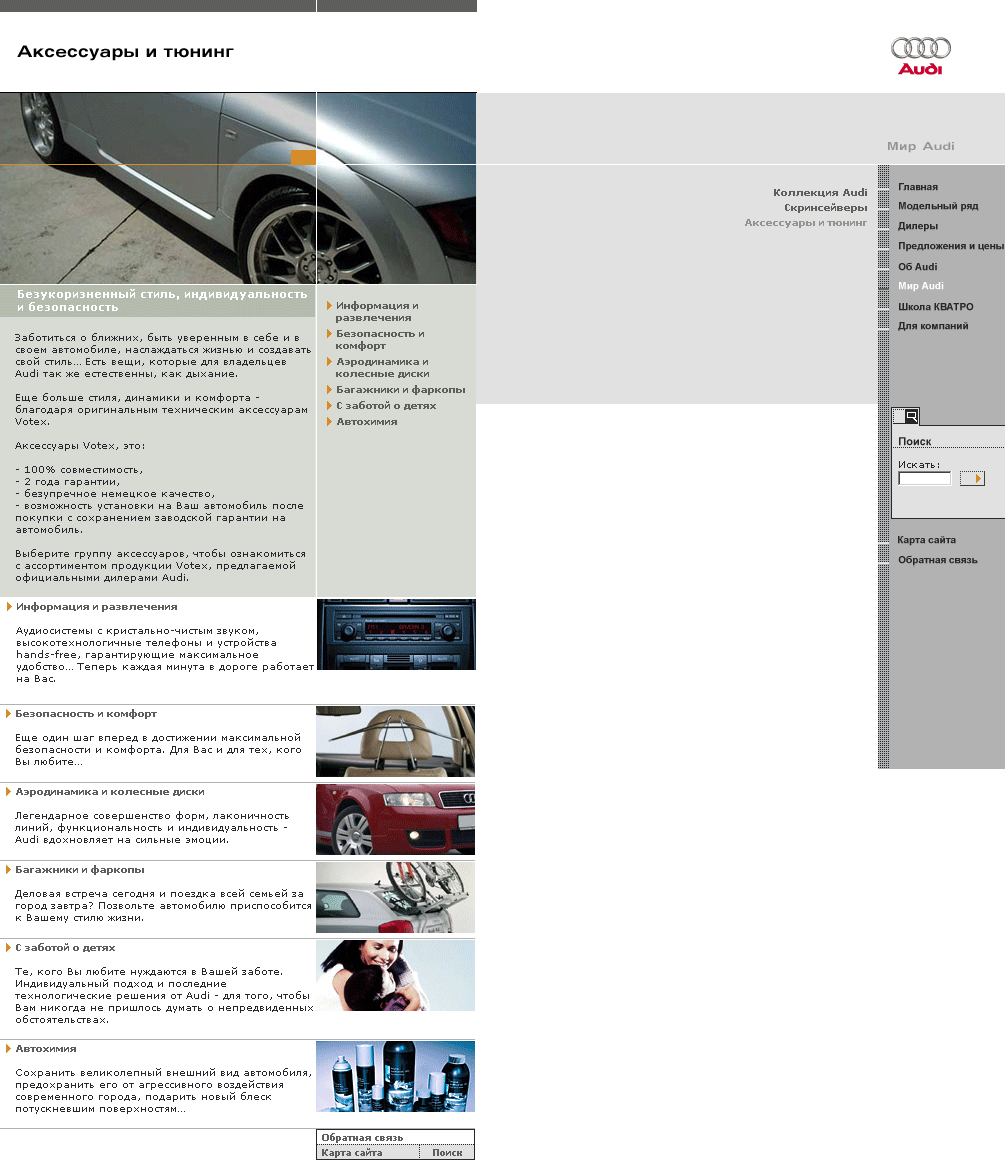 Аксессуары и тюнинг
Audi
Мир Audi
Коллекция Audi
Скринсейверы
Аксессуары и тюнинг
Главная
Модельный ряд
Дилеры
Предложения и цены
Об Audi
Мир Audi
Школа КВАТРО
Для компаний
Поиск
Искать:
Карта сайта
Обратная связь
Безукоризненный стиль, индивидуальность
и безопасность
Заботиться о ближних, быть уверенным в себе и в
своем автомобиле, наслаждаться жизнью и создавать
свой стиль... Есть вещи, которые для владельцев
Audi так же естественны, как дыхание.
Еще больше стиля, динамики и комфорта -
благодаря оригинальным техническим аксессуарам
Votex.
Аксессуары Votex, это:
- 100% совместимость,
- 2 года гарантии,
- безупречное немецкое качество,
- возможность установки на Ваш автомобиль после
покупки с сохранением заводской гарантии на
автомобиль.
Выберите группу аксессуаров, чтобы ознакомиться
с ассортиментом продукции Votex, предлагаемой
официальными дилерами Audi.
Информация и
развлечения
Безопасность и
комфорт
Аэродинамика и
колесные диски
Багажники и фаркопы
С заботой о детях
Автохимия
Информация и развлечения
Аудиосистемы с кристально-чистым звуком,
высокотехнологичные телефоны и устройства
hands-free, гарантирующие максимальное
удобство... Теперь каждая минута в дороге работает
на Вас.
Безопасность и комфорт
Еще один шаг вперед в достижении максимальной
безопасности и комфорта. Для Вас и для тех, кого
Вы любите...
Аэродинамика и колесные диски
Легендарное совершенство форм, лаконичность
линий, функциональность и индивидуальность -
Audi вдохновляет на сильные эмоции.
Багажники и фаркопы
Деловая встреча сегодня и поездка всей семьей за
город завтра? Позвольте автомобилю приспособится
к Вашему стилю жизни.
С заботой о детях
Те, кого Вы любите нуждаются в Вашей заботе.
Индивидуальный подход и последние
технологические решения от Audi - для того, чтобы
Вам никогда не пришлось думать о непредвиденных
обстоятельствах.
Автохимия
Сохранить великолепный внешний вид автомобиля,
предохранить его от агрессивного воздействия
современного города, подарить новый блеск
потускневшим поверхностям...
Обратная связь
Карта сайта
Поиск